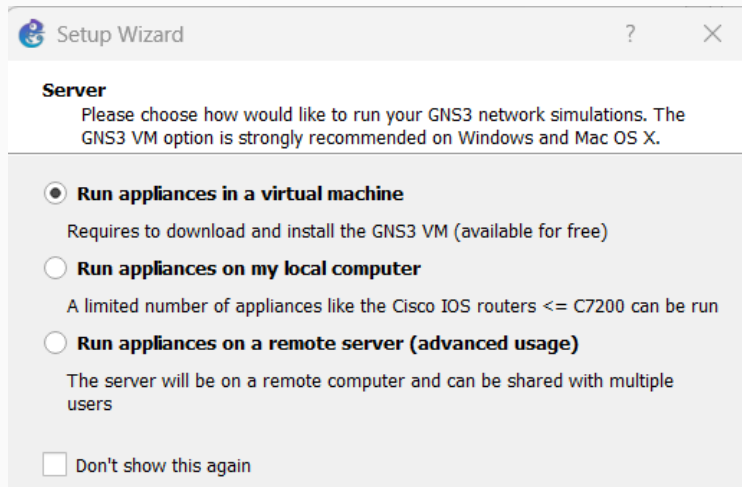 Setup Wizard ?
Server
Please choose how would like to run your GNS3 network simulations. The
GNS3 VM option is strongly recommended on Windows and Mac OS X.
Run appliances in a virtual machine
Requires to download and install the GNS3 VM (available for free)
Run appliances on my local computer
A limited number of appliances like the Cisco IOS routers <= C7200 can be run
Run appliances on a remote server (advanced usage)
The server will be on a remote computer and can be shared with multiple
users
Don't show this again